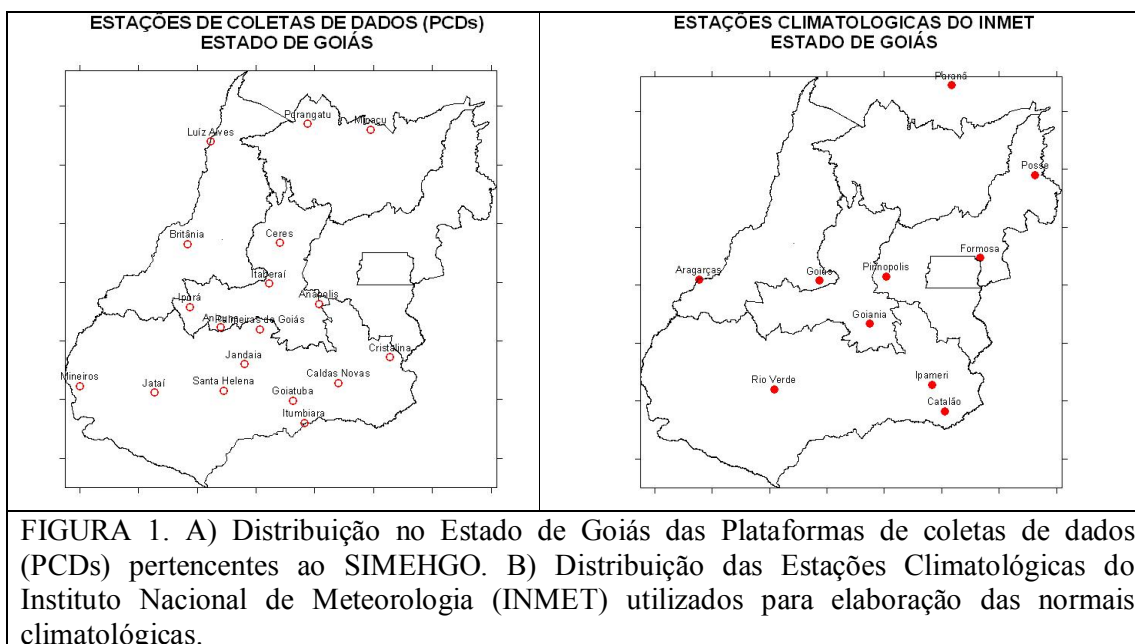 ESTAÇÕES DE COLETAS DE DADOS (PCDs)
ESTADO DE GOIÁS
Porangatu
Minaçu
Luíz Alves
Britânia
Ceres
Itaberaí
Iporá
Anápolis
Palmeiras de Goiás
Jandaia
Cristalina
Mineiros
Jataí
Santa Helena
Caldas Novas
Goiatuba
Itumbiara
ESTAÇÕES CLIMATOLOGICAS DO INMET
ESTADO DE GOIÁS
Paranã
Posse
Formosa
Aragarças
Goiás
Pirinopolis
Goiania
Rio Verde
Ipameri
Catalão
FIGURA 1. A) Distribuição no Estado de Goiás das Plataformas de coletas de dados
(PCDs) pertencentes ao SIMEHGO. B) Distribuição das Estações Climatológicas do
Instituto Nacional de Meteorologia (INMET) utilizados para elaboração das normais
climatológicas.